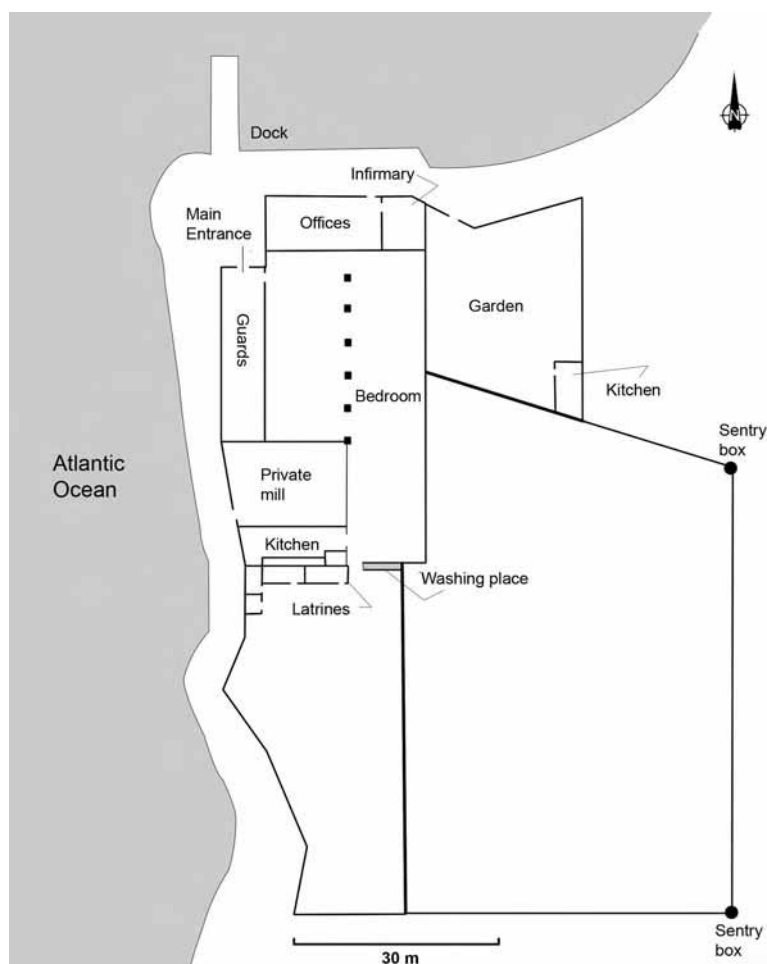 N
Dock
Infirmary
Main
Entrance
Offices
Guards
Garden
Bedroom
Kitchen
Sentry
box
Atlantic
Ocean
Private
mill
Kitchen
Washing place
Latrines
Sentry
box
30 m